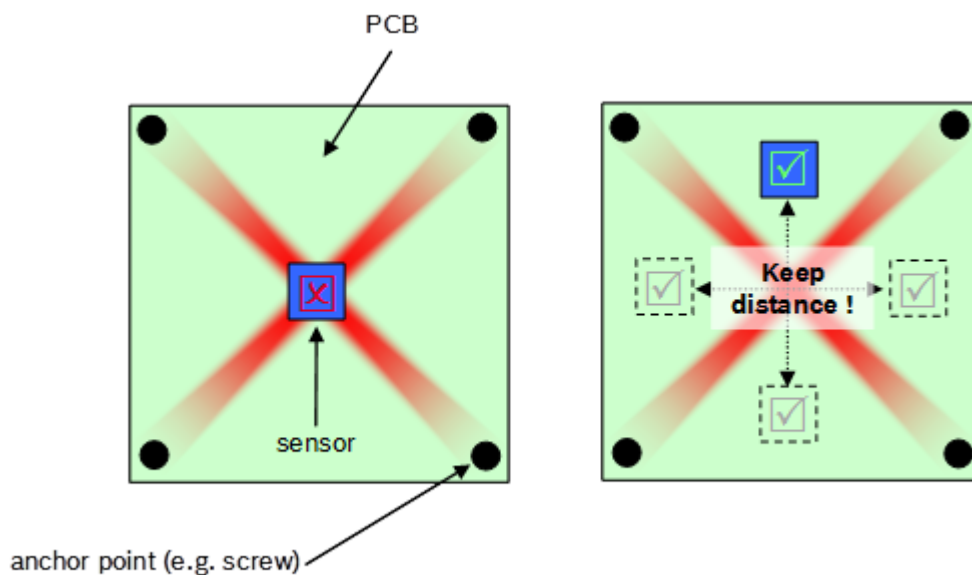 PCB
Keep
distance !
sensor
anchor point (e.g. screw)